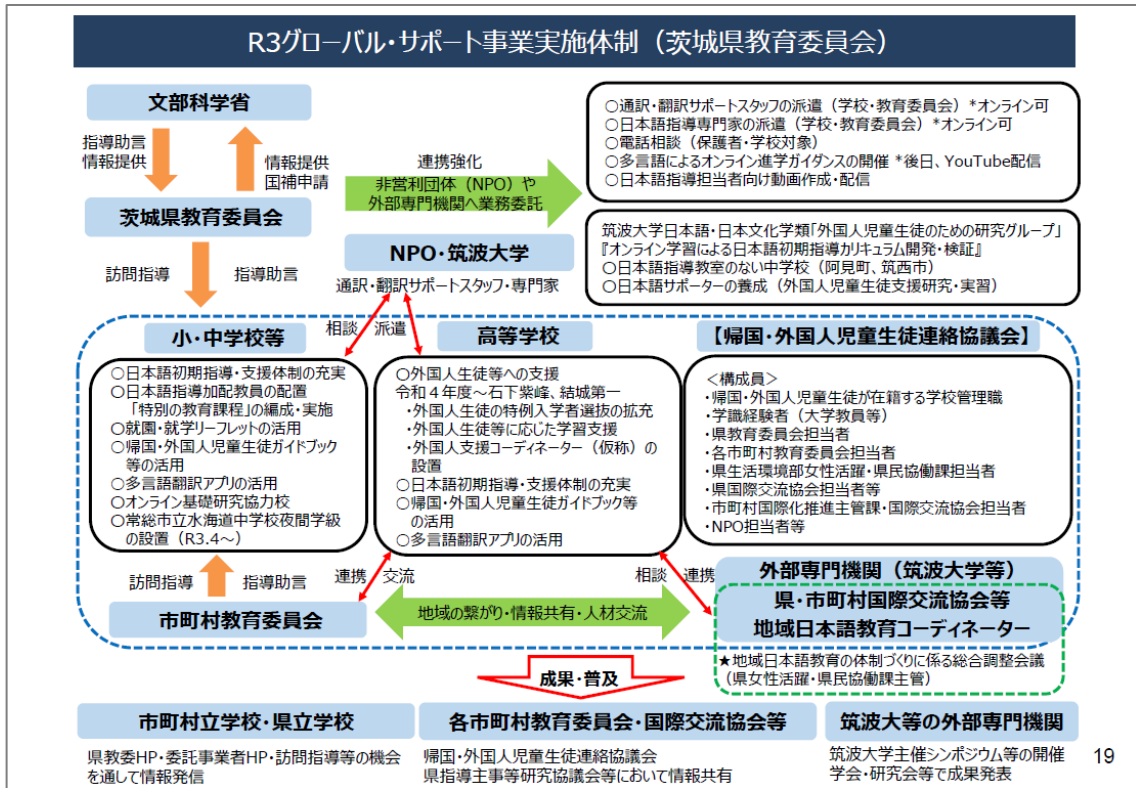 R3グローバル・サポート事業実施体制（茨城県教育委員会）
文部科学省
指導助言
情報提供
情報提供
国補申請
茨城県教育委員会
訪問指導
指導助言
連携強化
非営利団体（NPO）や
外部専門機関へ業務委託
○通訳・翻訳サポートスタッフの派遣（学校・教育委員会）*オンライン可
○日本語指導専門家の派遣（学校・教育委員会）*オンライン可
○電話相談（保護者・学校対象）
○多言語によるオンライン進学ガイダンスの開催 *後日、YouTube配信
○日本語指導担当者向け動画作成・配信
NPO・筑波大学
通訳・翻訳サポートスタッフ・専門家
筑波大学日本語・日本文化学類「外国人児童生徒のための研究グループ」
『オンライン学習による日本語初期指導カリキュラム開発・検証』
○日本語指導教室のない中学校（阿見町、筑西市）
○日本語サポーターの養成（外国人児童生徒支援研究・実習）
相談
派遣
小・中学校等
○日本語初期指導・支援体制の充実
○日本語指導加配教員の配置
「特別の教育課程」の編成・実施
○就園・就学リーフレットの活用
○帰国・外国人児童生徒ガイドブック
等の活用
○多言語翻訳アプリの活用
○オンライン基礎研究協力校
○常総市立水海道中学校夜間学級
の設置（R3.4～）
高等学校
○外国人生徒等への支援
令和４年度～石下紫峰、結城第一
・外国人生徒の特例入学者選抜の拡充
・外国人生徒等に応じた学習支援
・外国人支援コーディネーター（仮称）の
設置
○日本語初期指導・支援体制の充実
○帰国・外国人児童生徒ガイドブック等
の活用
○多言語翻訳アプリの活用
【帰国・外国人児童生徒連絡協議会】
＜構成員＞
・帰国・外国人児童生徒が在籍する学校管理職
・学識経験者（大学教員等）
・県教育委員会担当者
・各市町村教育委員会担当者
・県生活環境部女性活躍・県民協働課担当者
・県国際交流協会担当者等
・市町村国際化推進主管課・国際交流協会担当者
・NPO担当者等
訪問指導
指導助言
連携
交流
相談
連携
市町村教育委員会
地域の繋がり・情報共有・人材交流
外部専門機関（筑波大学等）
県・市町村国際交流協会等
地域日本語教育コーディネーター
★地域日本語教育の体制づくりに係る総合調整会議
（県女性活躍・県民協働課主管）
成果・普及
市町村立学校・県立学校
県教委HP・委託事業者HP・訪問指導等の機会
を通して情報発信
各市町村教育委員会・国際交流協会等
帰国・外国人児童生徒連絡協議会
県指導主事等研究協議会等において情報共有
筑波大等の外部専門機関
筑波大学主催シンポジウム等の開催
学会・研究会等で成果発表
19